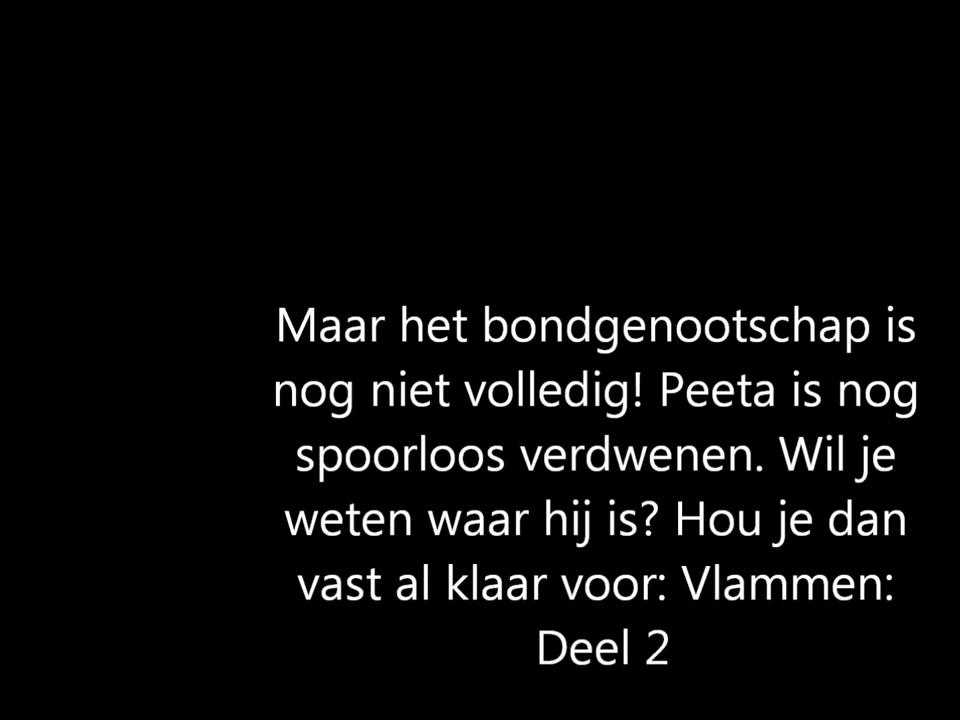 Maar het bondgenootschap is
nog niet volledig! Peeta is nog
spoorloos verdwenen. Wil je
weten waar hij is? Hou je dan
vast al klaar voor: Vlammen:
Deel 2